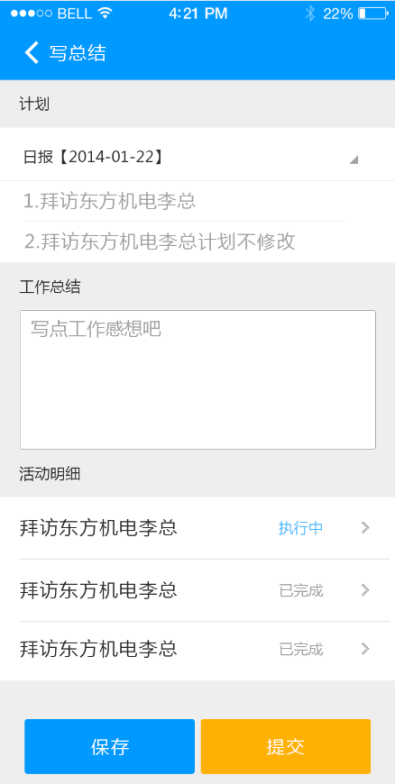 BELL 4:21 PM 22%
写总结
计划
日报【2014-01-22】
1.拜访东方机电李总
2.拜访东方机电李总计划不修改
工作总结
写点工作感想吧
活动明细
拜访东方机电李总 执行中
拜访东方机电李总 已完成
拜访东方机电李总 已完成
保存 提交